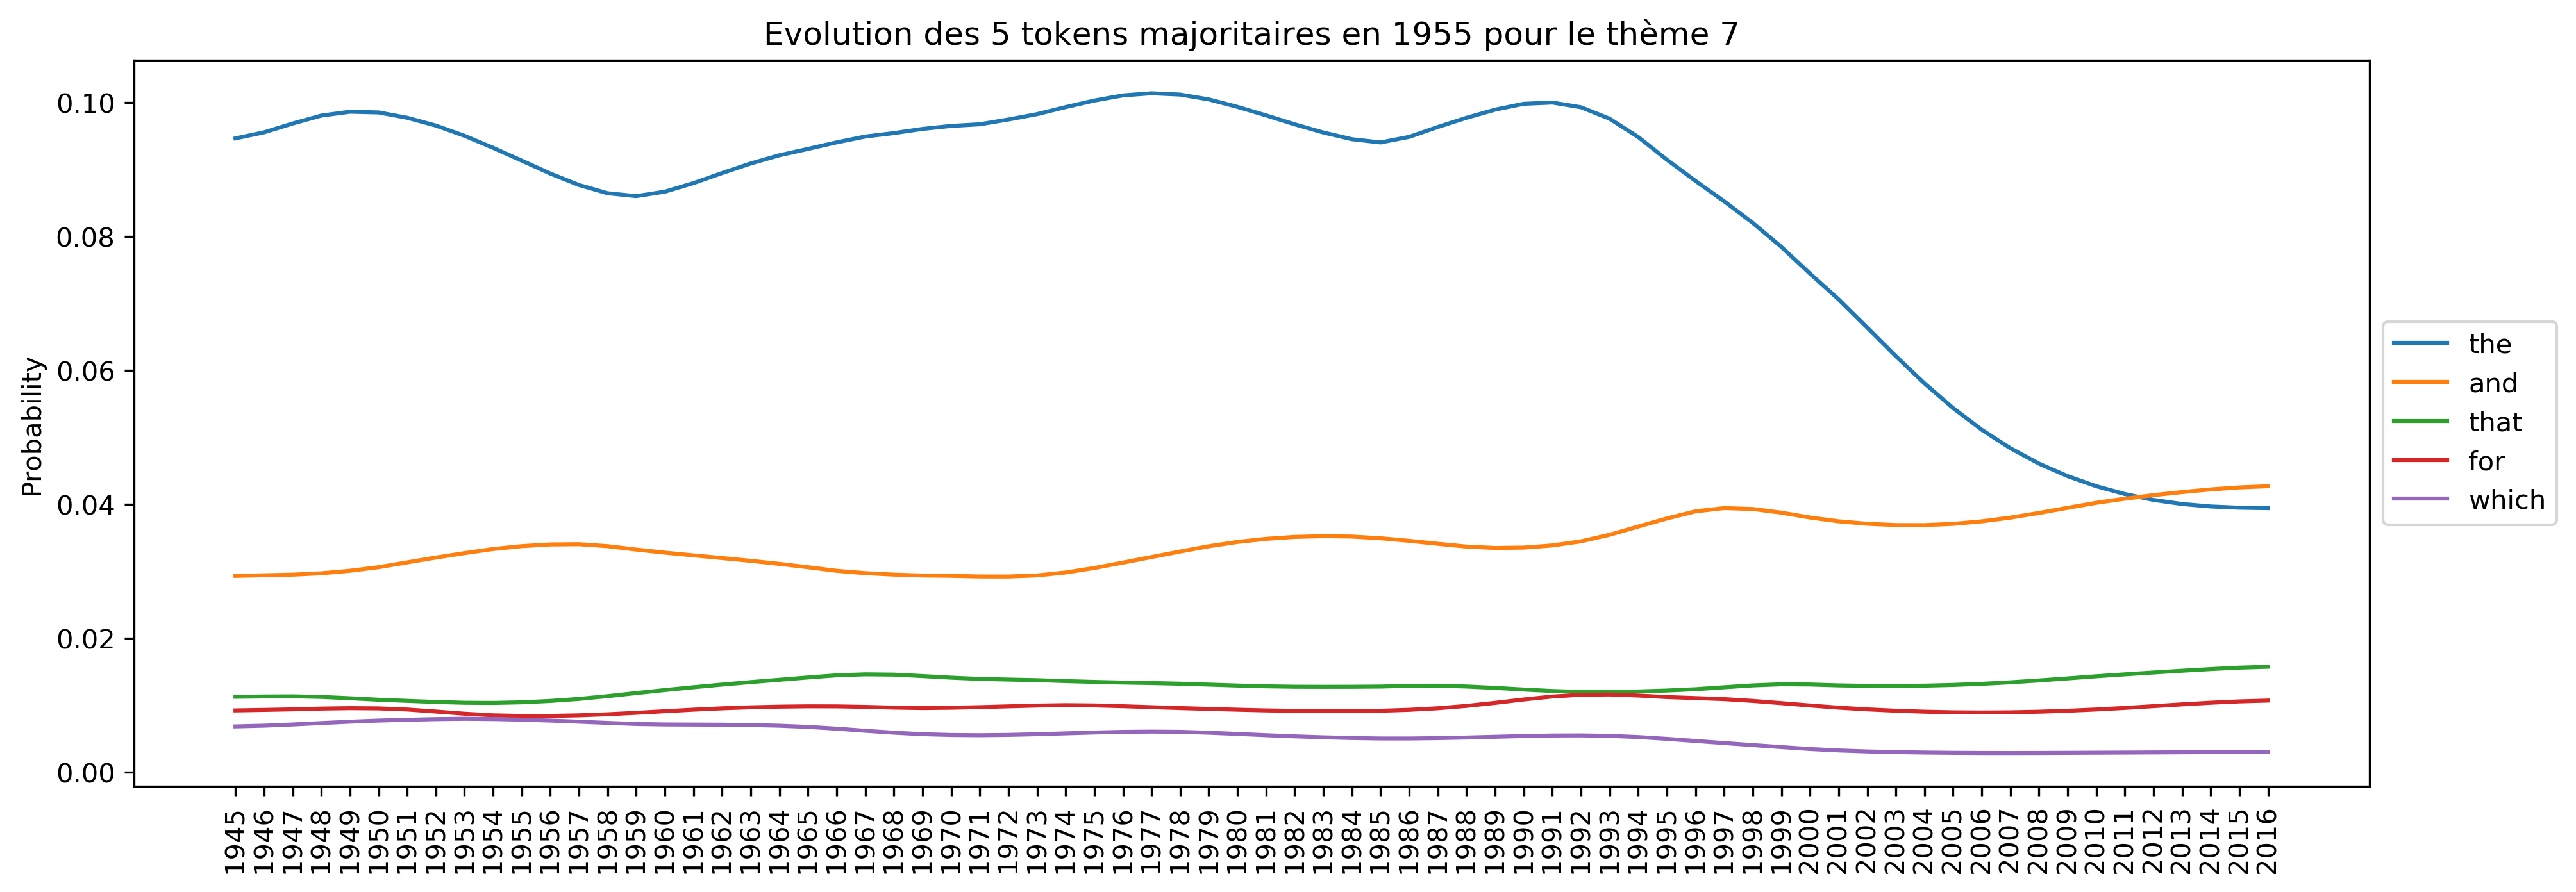 Evolution des 5 tokens majoritaires en 1955 pour le thème 7
Probability
0.10
0.08
0.06
0.04
0.02
0.00
1945 1946 1947 1948 1949 1950 1951 1952 1953 1954 1955 1956 1957 1958 1959 1960 1961 1962 1963 1964 1965 1966 1967 1968 1969 1970 1971 1972 1973 1974 1975 1976 1977 1978 1979 1980 1981 1982 1983 1984 1985 1986 1987 1988 1989 1990 1991 1992 1993 1994 1995 1996 1997 1998 1999 2000 2001 2002 2003 2004 2005 2006 2007 2008 2009 2010 2011 2012 2013 2014 2015 2016
the
and
that
for
which